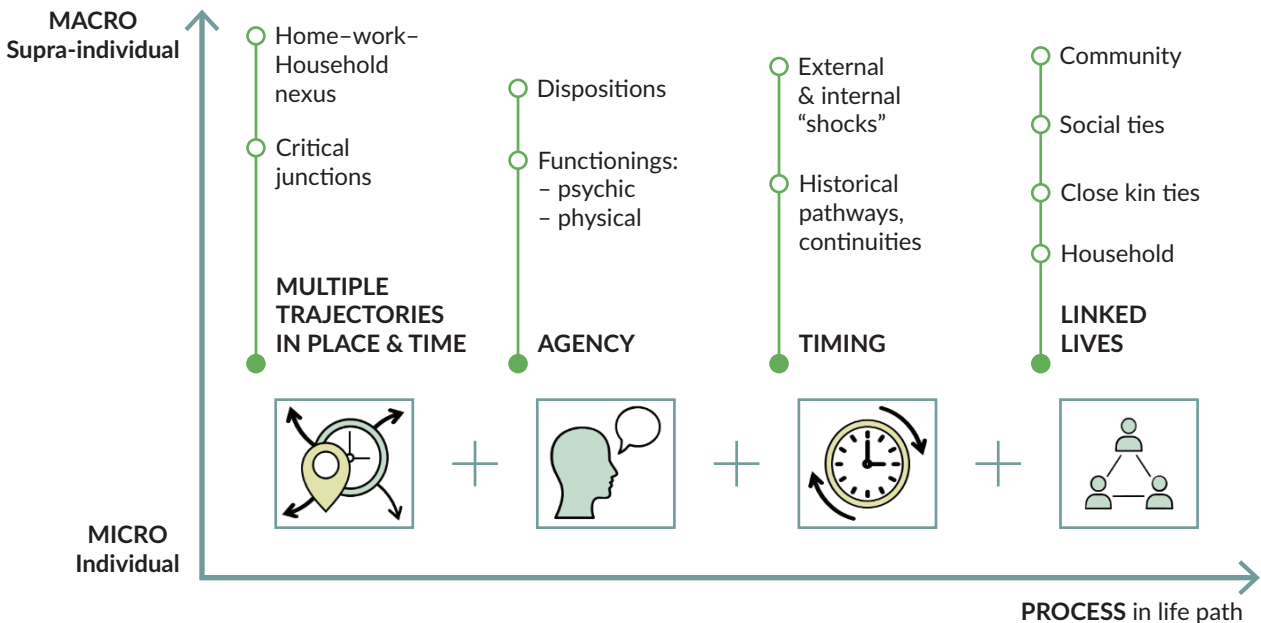 MACRO
Supra-individual
Home–work–
Household
nexus
Critical
junctions
MULTIPLE
TRAJECTORIES
IN PLACE & TIME
Dispositions
Functionings:
– psychic
– physical
AGENCY
External
& internal
“shocks”
Historical
pathways,
continuities
TIMING
Community
Social ties
Close kin ties
Household
LINKED
LIVES
MICRO
Individual
PROCESS in life path